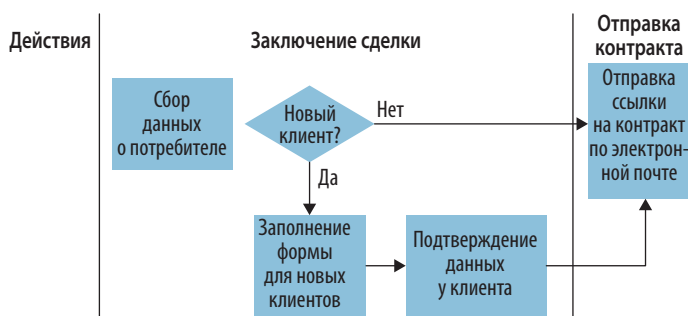 Действия
Заключение сделки
Отправка
контракта
Сбор
данных
о потребителе
Новый
клиент?
Нет
Отправка
ссылки
на контракт
по электрон-
ной почте
Да
Заполнение
формы
для новых
клиентов
Подтверждение
данных
у клиента